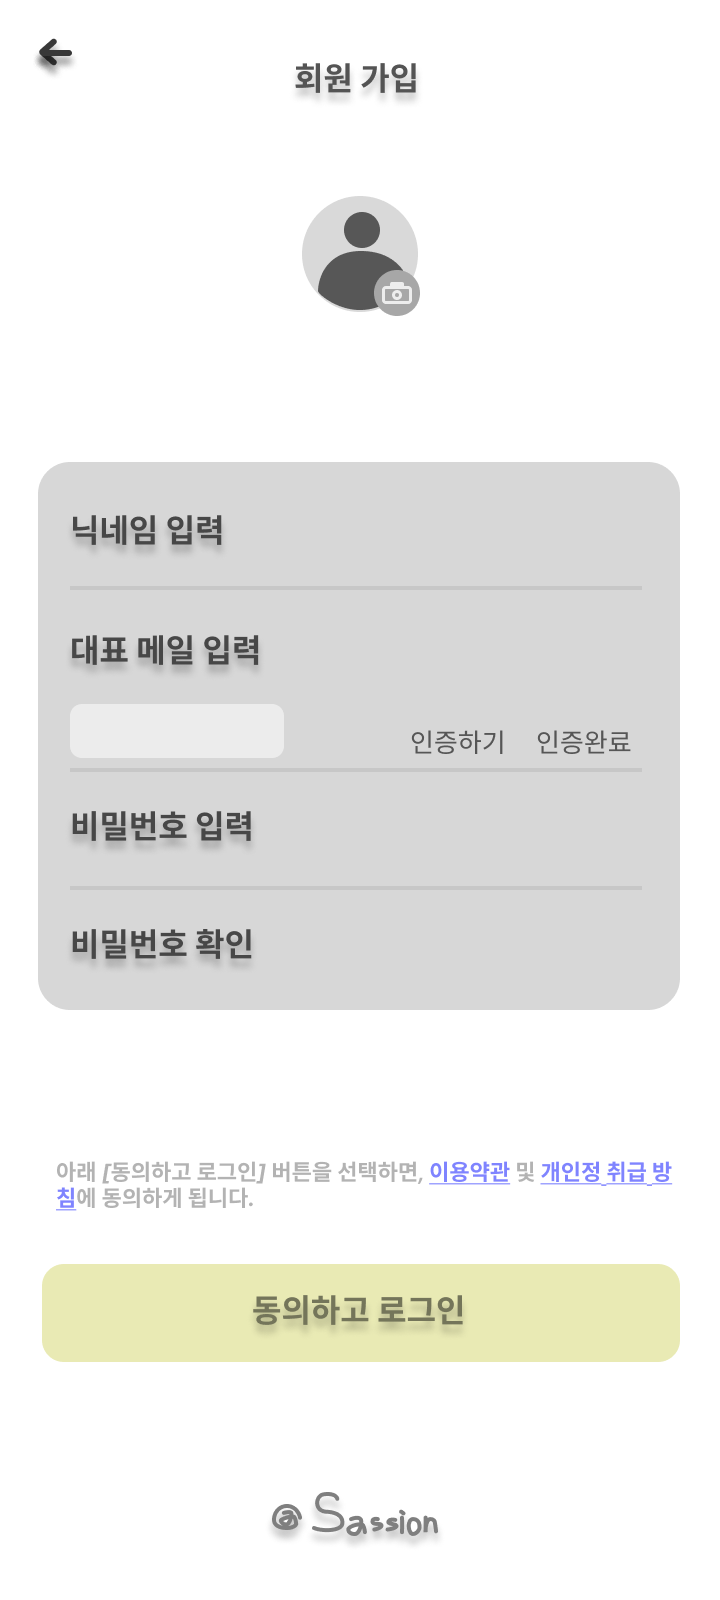 회원 가입
닉네임 입력
대표 메일 입력
인증하기 인증완료
비밀번호 입력
비밀번호 확인
아래 [동의하고 로그인] 버튼을 선택하면, 이용약관 및 개인정 취급 방
침에 동의하게 됩니다.
동의하고 로그인
@ Sassion